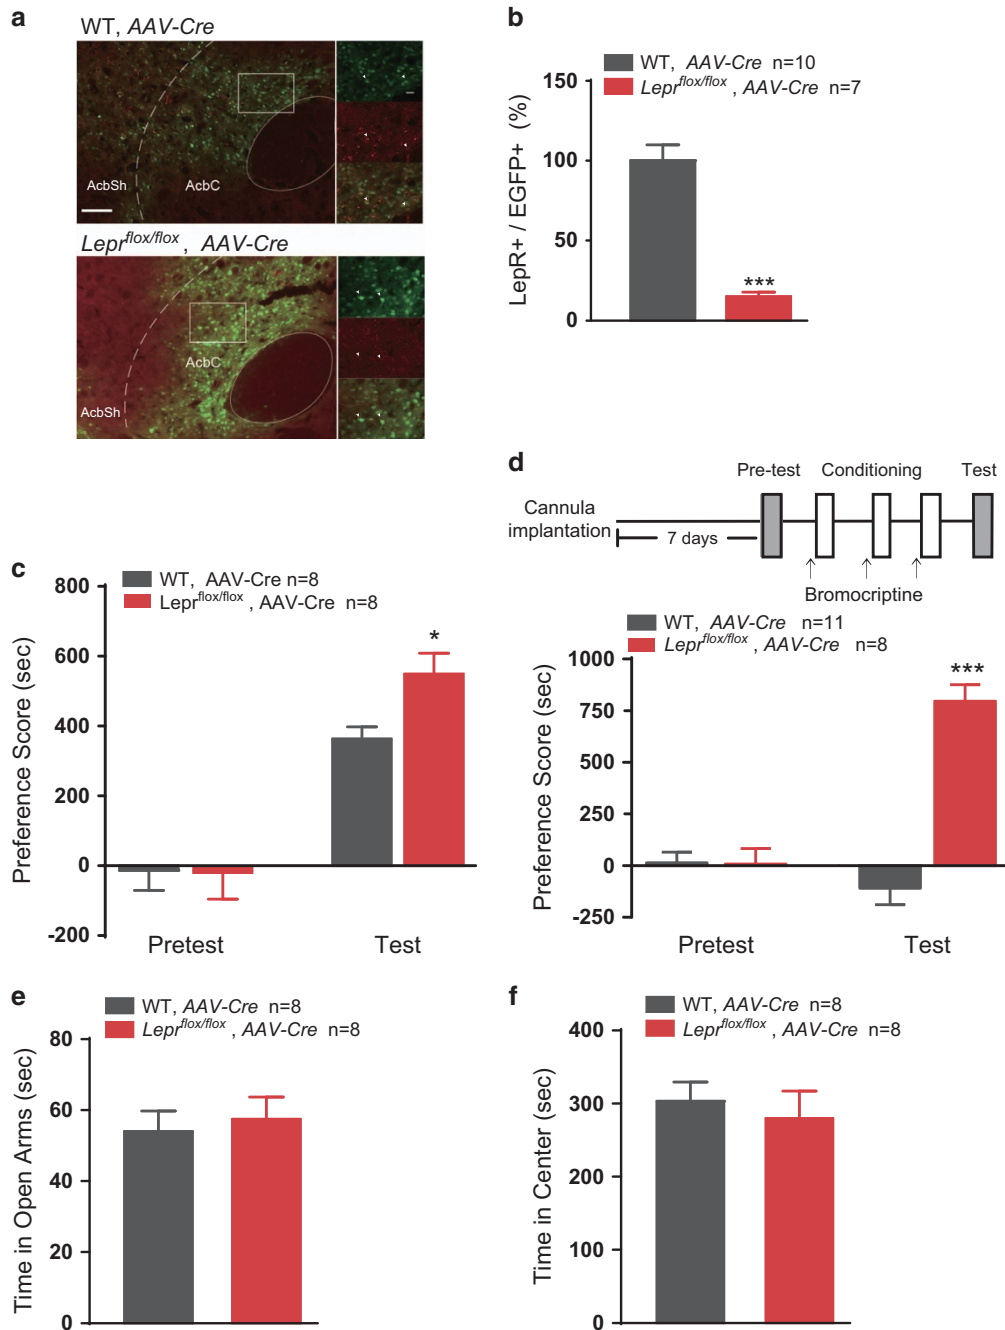 a
WT, AAV-Cre
AcbSh
AcbC
Lepr^flox/flox , AAV-Cre
AcbC
AcbSh
b
WT, AAV-Cre n=10
Lepr^flox/flox , AAV-Cre n=7
LepR+ / EGFP+ (%)
150
100
50
0
***
c
WT, AAV-Cre n=8
Lepr^flox/flox , AAV-Cre n=8
Preference Score (sec)
800
600
400
200
0
-200
*
Pretest
Test
d
Pre-test
Conditioning
Test
Cannula
implantation
7 days
Bromocriptine
WT, AAV-Cre n=11
Lepr^flox/flox , AAV-Cre n=8
Preference Score (sec)
1000
750
500
250
0
-250
***
Pretest
Test
e
WT, AAV-Cre n=8
Lepr^flox/flox , AAV-Cre n=8
Time in Open Arms (sec)
80
60
40
20
0
f
WT, AAV-Cre n=8
Lepr^flox/flox , AAV-Cre n=8
Time in Center (sec)
400
300
200
100
0